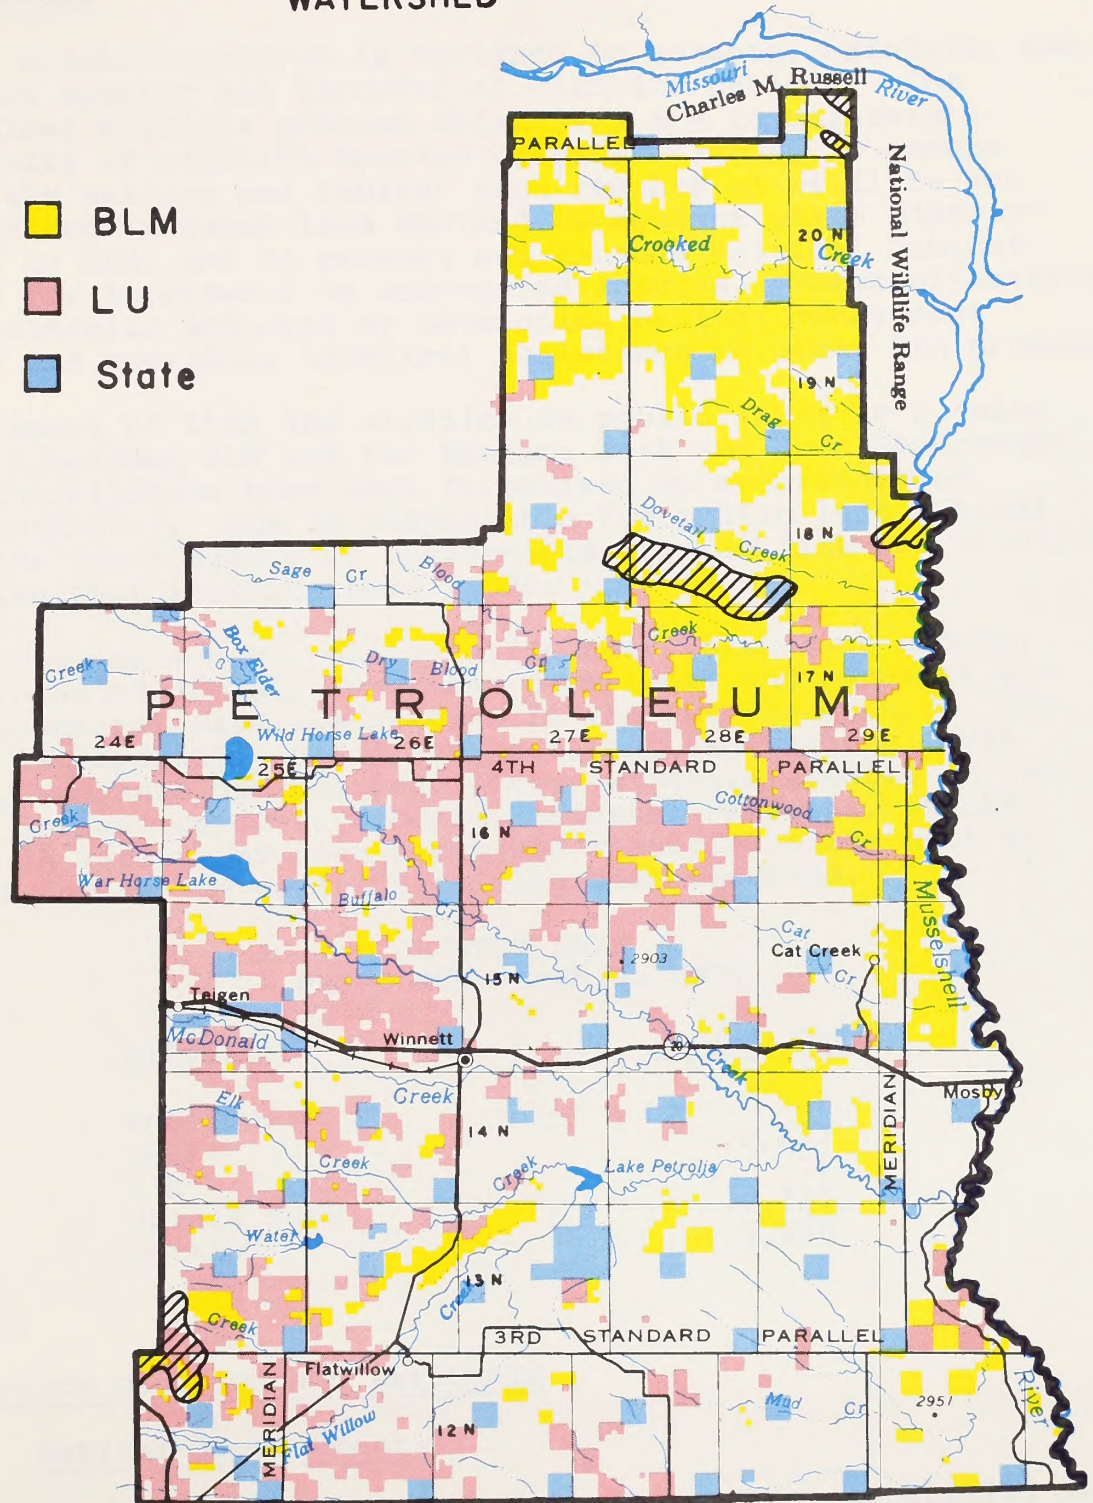 WATERSHED
BLM
LU
State
Missouri River
Charles M. Russell
National Wildlife Range
PARALLEL
20 N
Crooked Creek
19 N
Drag Cr
18 N
Dovetail Creek
Sage Cr
Blood
Creek
Box Elder
Creek
Dry Blood Cr
17 N
PETROLEUM
24E
Wild Horse Lake
26E
27E
28E
29E
25E
4TH STANDARD PARALLEL
Cottonwood Cr
Creek
16 N
War Horse Lake
Buffalo Cr
Musselshell
Cat Cr
Cat Creek
2903
15 N
Teigen
McDonald
Winnett
20
Creek
Creek
Mosby
MERIDIAN
Elk
14 N
Creek
Creek
Lake Petrolia
Water
13 N
Creek
Creek
3RD STANDARD PARALLEL
Flatwillow
MERIDIAN
Mud Cr
2951
River
12 N
Flat Willow